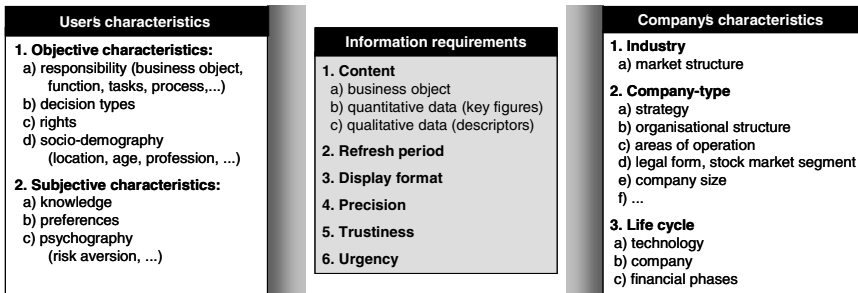 User's characteristics
1. Objective characteristics:
a) responsibility (business object,
function, tasks, process,...)
b) decision types
c) rights
d) socio-demography
(location, age, profession, ...)
2. Subjective characteristics:
a) knowledge
b) preferences
c) psychography
(risk aversion, ...)
Information requirements
1. Content
a) business object
b) quantitative data (key figures)
c) qualitative data (descriptors)
2. Refresh period
3. Display format
4. Precision
5. Trustiness
6. Urgency
Company's characteristics
1. Industry
a) market structure
2. Company-type
a) strategy
b) organisational structure
c) areas of operation
d) legal form, stock market segment
e) company size
f) ...
3. Life cycle
a) technology
b) company
c) financial phases